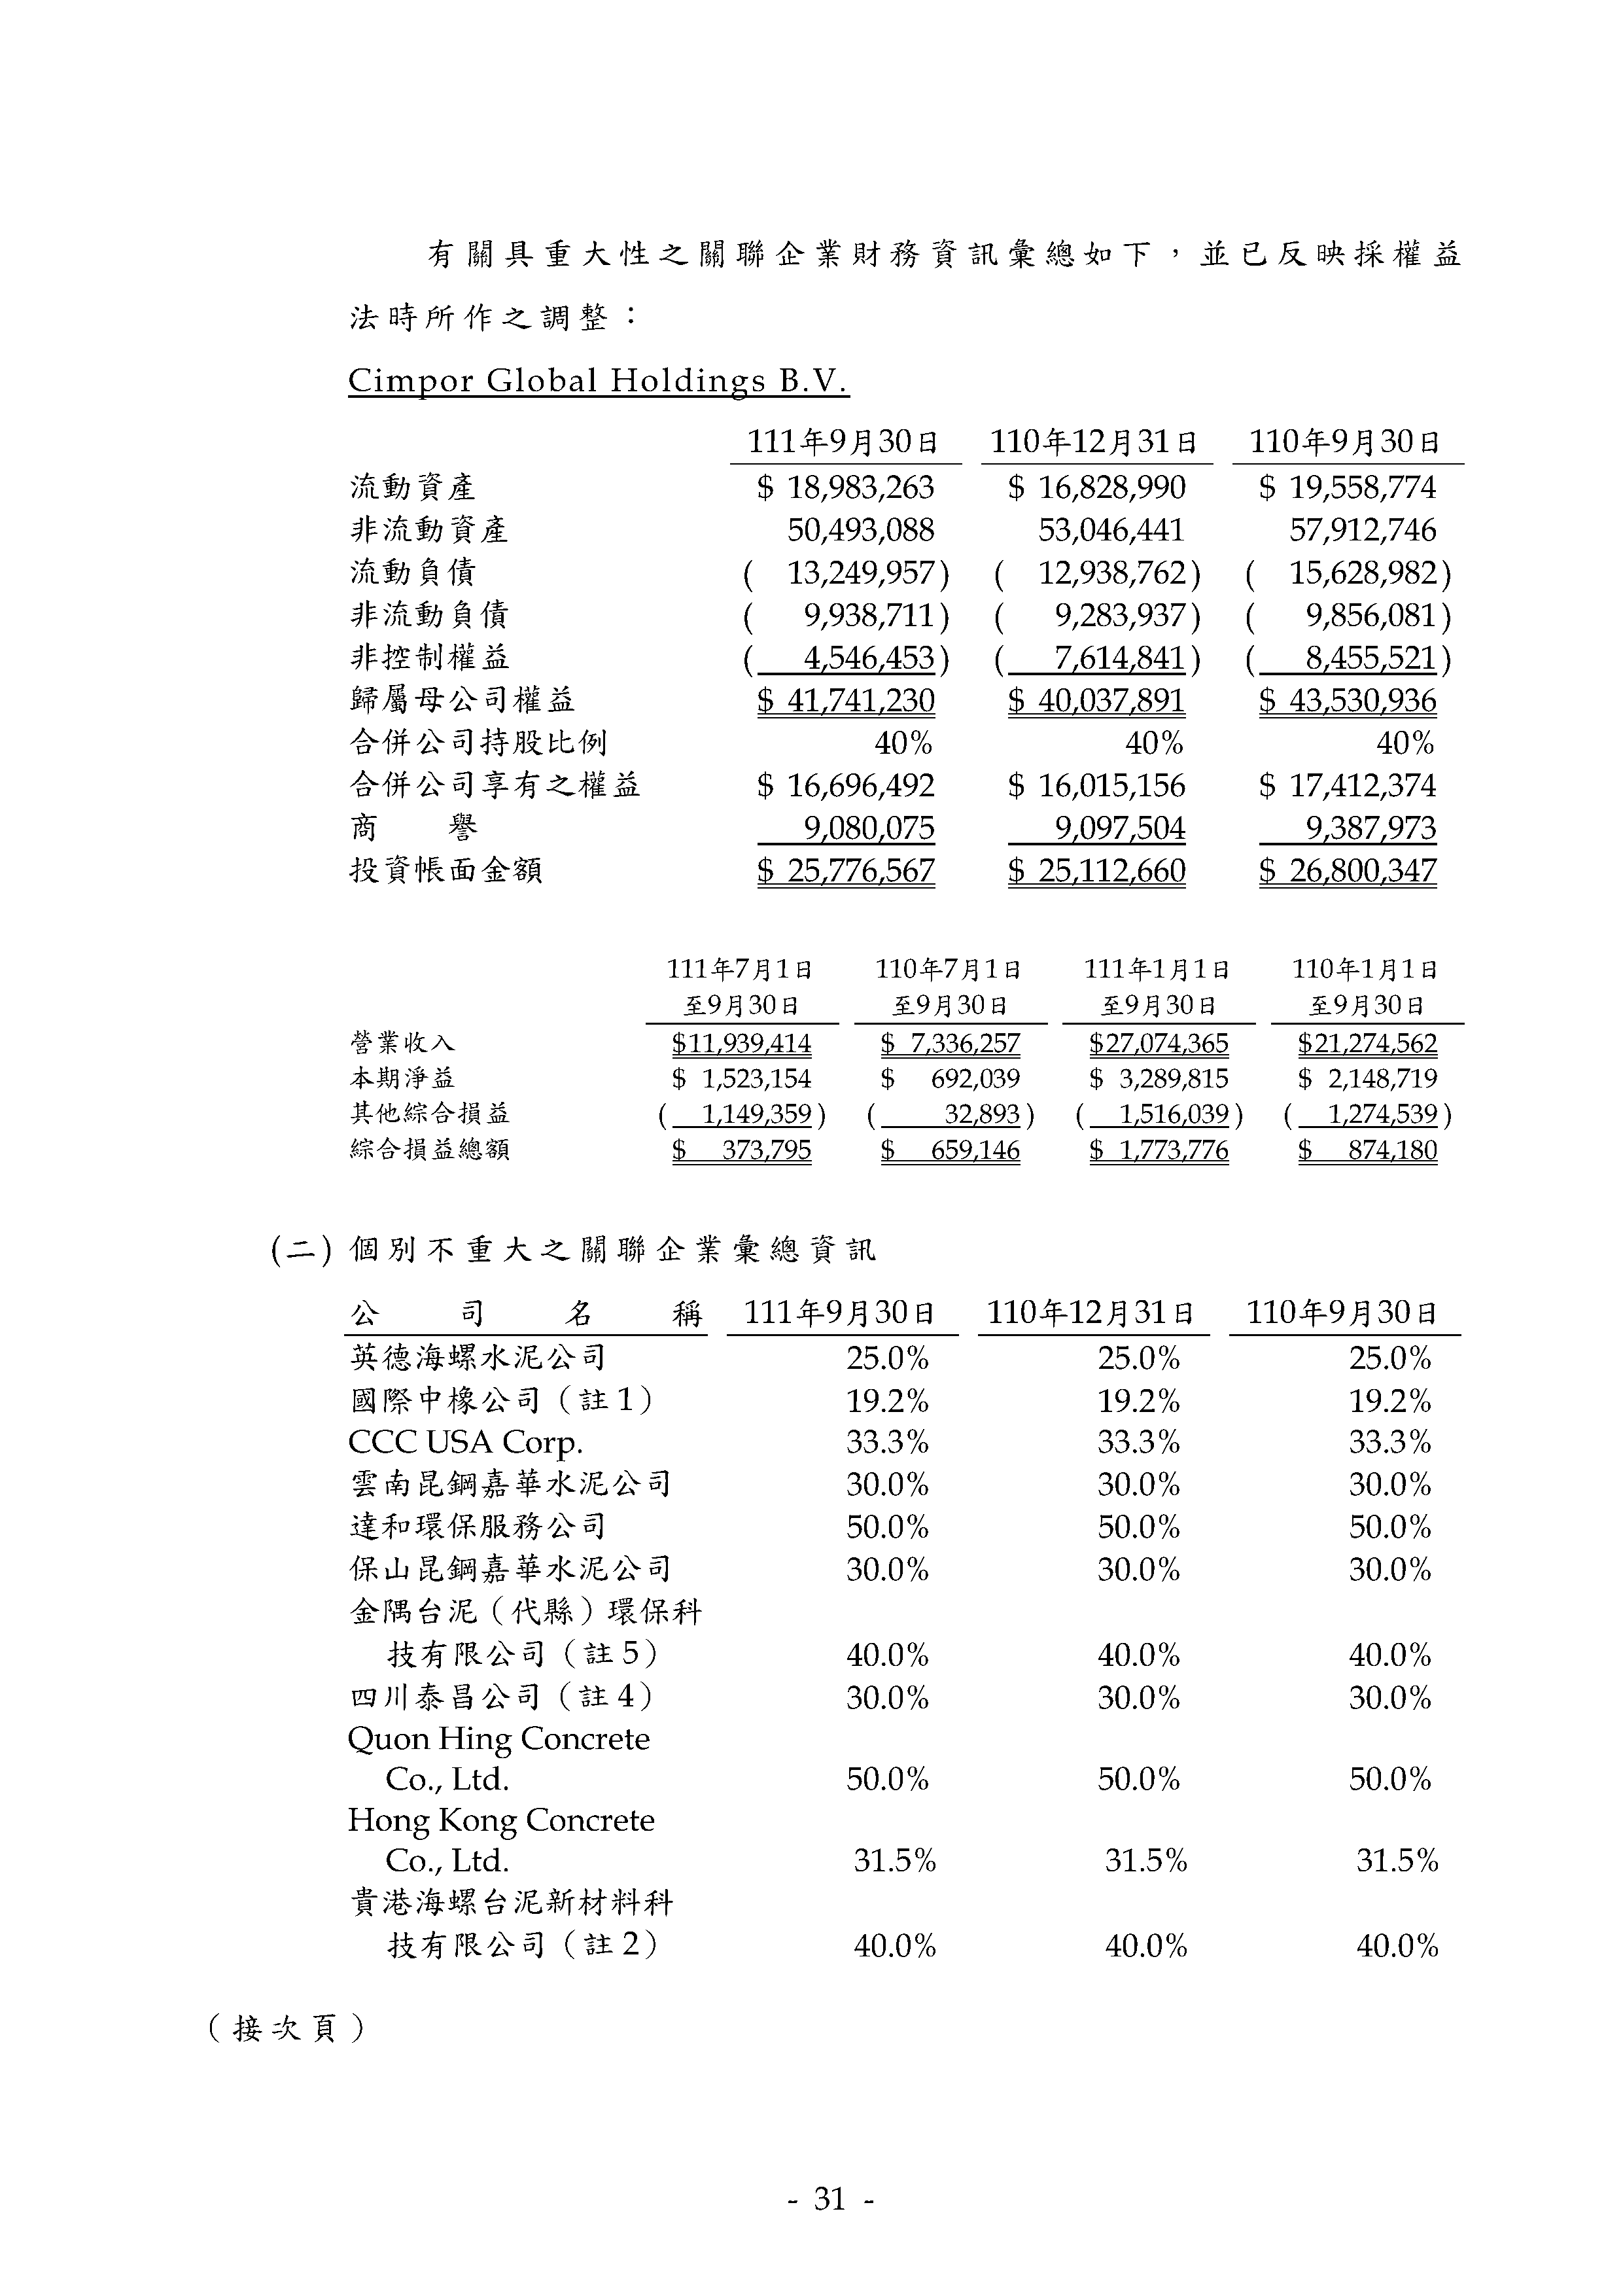 有關具重大性之關聯企業財務資訊彙總如下，並已反映採權益
法時所作之調整：
Cimpor Global Holdings B.V.
111年9月30日 110年12月31日 110年9月30日
流動資產 $ 18,983,263 $ 16,828,990 $ 19,558,774
非流動資產 50,493,088 53,046,441 57,912,746
流動負債 ( 13,249,957) ( 12,938,762) ( 15,628,982)
非流動負債 ( 9,938,711) ( 9,283,937) ( 9,856,081)
非控制權益 ( 4,546,453) ( 7,614,841) ( 8,455,521)
歸屬母公司權益 $ 41,741,230 $ 40,037,891 $ 43,530,936
合併公司持股比例 40% 40% 40%
合併公司享有之權益 $ 16,696,492 $ 16,015,156 $ 17,412,374
商 譽 9,080,075 9,097,504 9,387,973
投資帳面金額 $ 25,776,567 $ 25,112,660 $ 26,800,347
111年7月1日 110年7月1日 111年1月1日 110年1月1日
至9月30日 至9月30日 至9月30日 至9月30日
營業收入 $11,939,414 $ 7,336,257 $27,074,365 $21,274,562
本期淨益 $ 1,523,154 $ 692,039 $ 3,289,815 $ 2,148,719
其他綜合損益 ( 1,149,359) ( 32,893) ( 1,516,039) ( 1,274,539)
綜合損益總額 $ 373,795 $ 659,146 $ 1,773,776 $ 874,180
(二) 個別不重大之關聯企業彙總資訊
公 司 名 稱 111年9月30日 110年12月31日 110年9月30日
英德海螺水泥公司 25.0% 25.0% 25.0%
國際中橡公司（註1） 19.2% 19.2% 19.2%
CCC USA Corp. 33.3% 33.3% 33.3%
雲南昆鋼嘉華水泥公司 30.0% 30.0% 30.0%
達和環保服務公司 50.0% 50.0% 50.0%
保山昆鋼嘉華水泥公司 30.0% 30.0% 30.0%
金隅台泥（代縣）環保科
技有限公司（註5） 40.0% 40.0% 40.0%
四川泰昌公司（註4） 30.0% 30.0% 30.0%
Quon Hing Concrete
Co., Ltd. 50.0% 50.0% 50.0%
Hong Kong Concrete
Co., Ltd. 31.5% 31.5% 31.5%
貴港海螺台泥新材料科
技有限公司（註2） 40.0% 40.0% 40.0%
（接次頁）
- 31 -